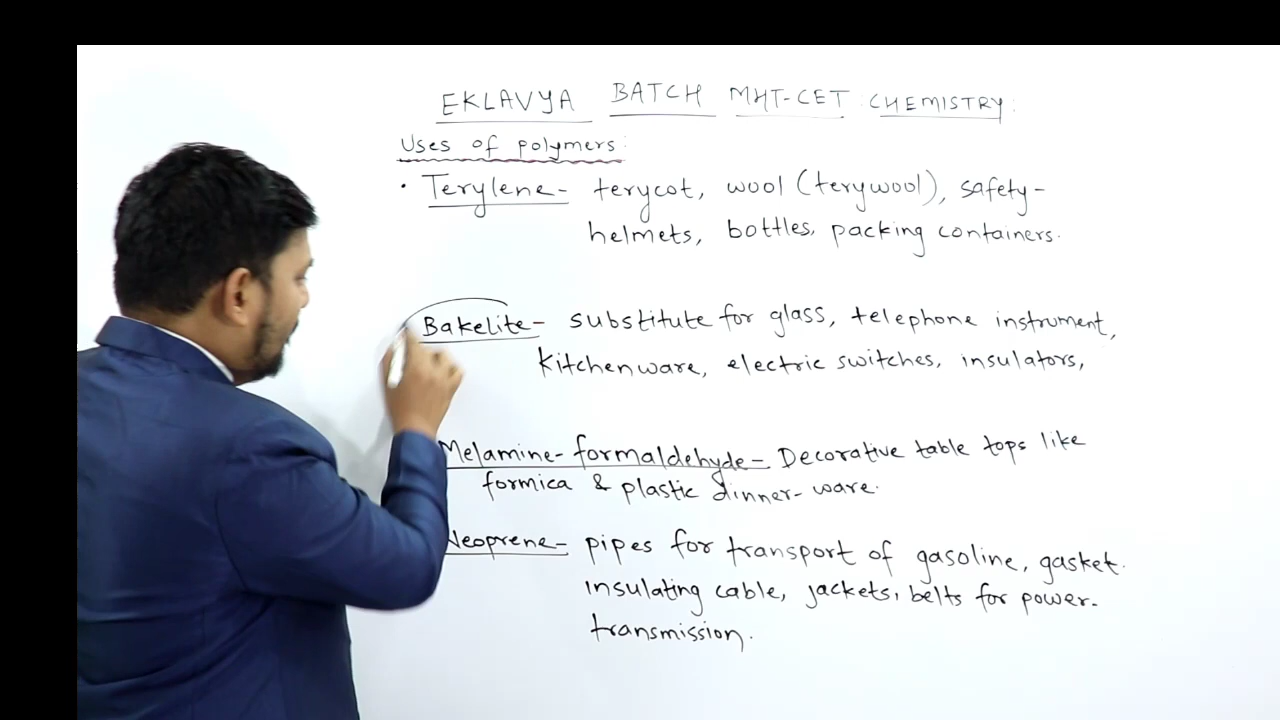 EKLAVYA BATCH MHT-CET CHEMISTRY:
Uses of polymers:
• Terylene- terycot, wool (terywool), safety-
helmets, bottles, packing containers.
Bakelite- substitute for glass, telephone instrument,
kitchenware, electric switches, insulators,
Melamine-formaldehyde- Decorative table tops like
formica & plastic dinner-ware.
Neoprene- pipes for transport of gasoline, gasket.
insulating cable, jackets, belts for power-
transmission.